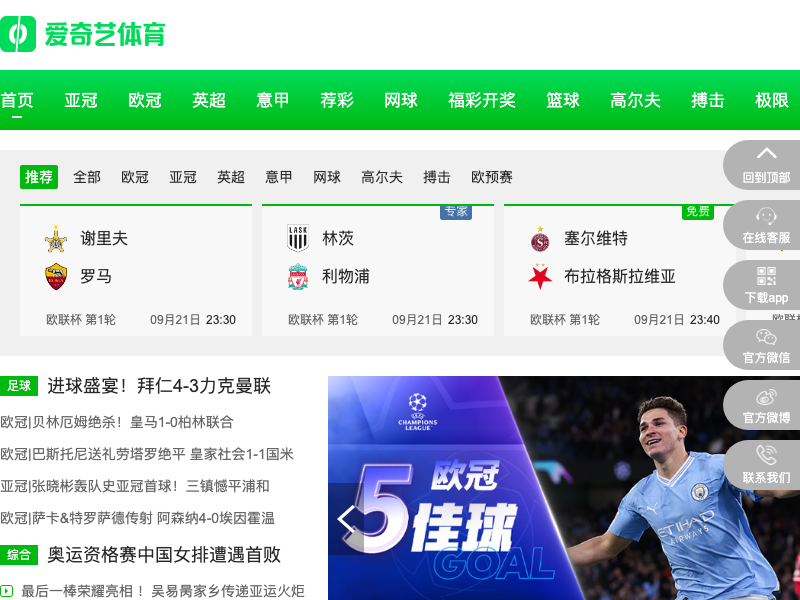 爱奇艺体育
首页 亚冠 欧冠 英超 意甲 荐彩 网球 福彩开奖 篮球 高尔夫 搏击 极限
推荐 全部 欧冠 亚冠 英超 意甲 网球 高尔夫 搏击 欧预赛
谢里夫
罗马
欧联杯 第1轮 09月21日 23:30
专家
LASK
林茨
利物浦
欧联杯 第1轮 09月21日 23:30
免费
塞尔维特
布拉格斯拉维亚
欧联杯 第1轮 09月21日 23:40
回到顶部
在线客服
下载app
官方微信
官方微博
联系我们
足球 进球盛宴！拜仁4-3力克曼联
欧冠|贝林厄姆绝杀！皇马1-0柏林联合
欧冠|巴斯托尼送礼劳塔罗绝平 皇家社会1-1国米
亚冠|张晓彬轰队史亚冠首球！三镇憾平浦和
欧冠|萨卡&特罗萨德传射 阿森纳4-0埃因霍温
综合 奥运资格赛中国女排遭遇首败
最后一棒荣耀亮相 ！吴易昺家乡传递亚运火炬
CHAMPIONS
LEAGUE
欧冠
5佳球
GOAL
ETIHAD
AIRWAYS